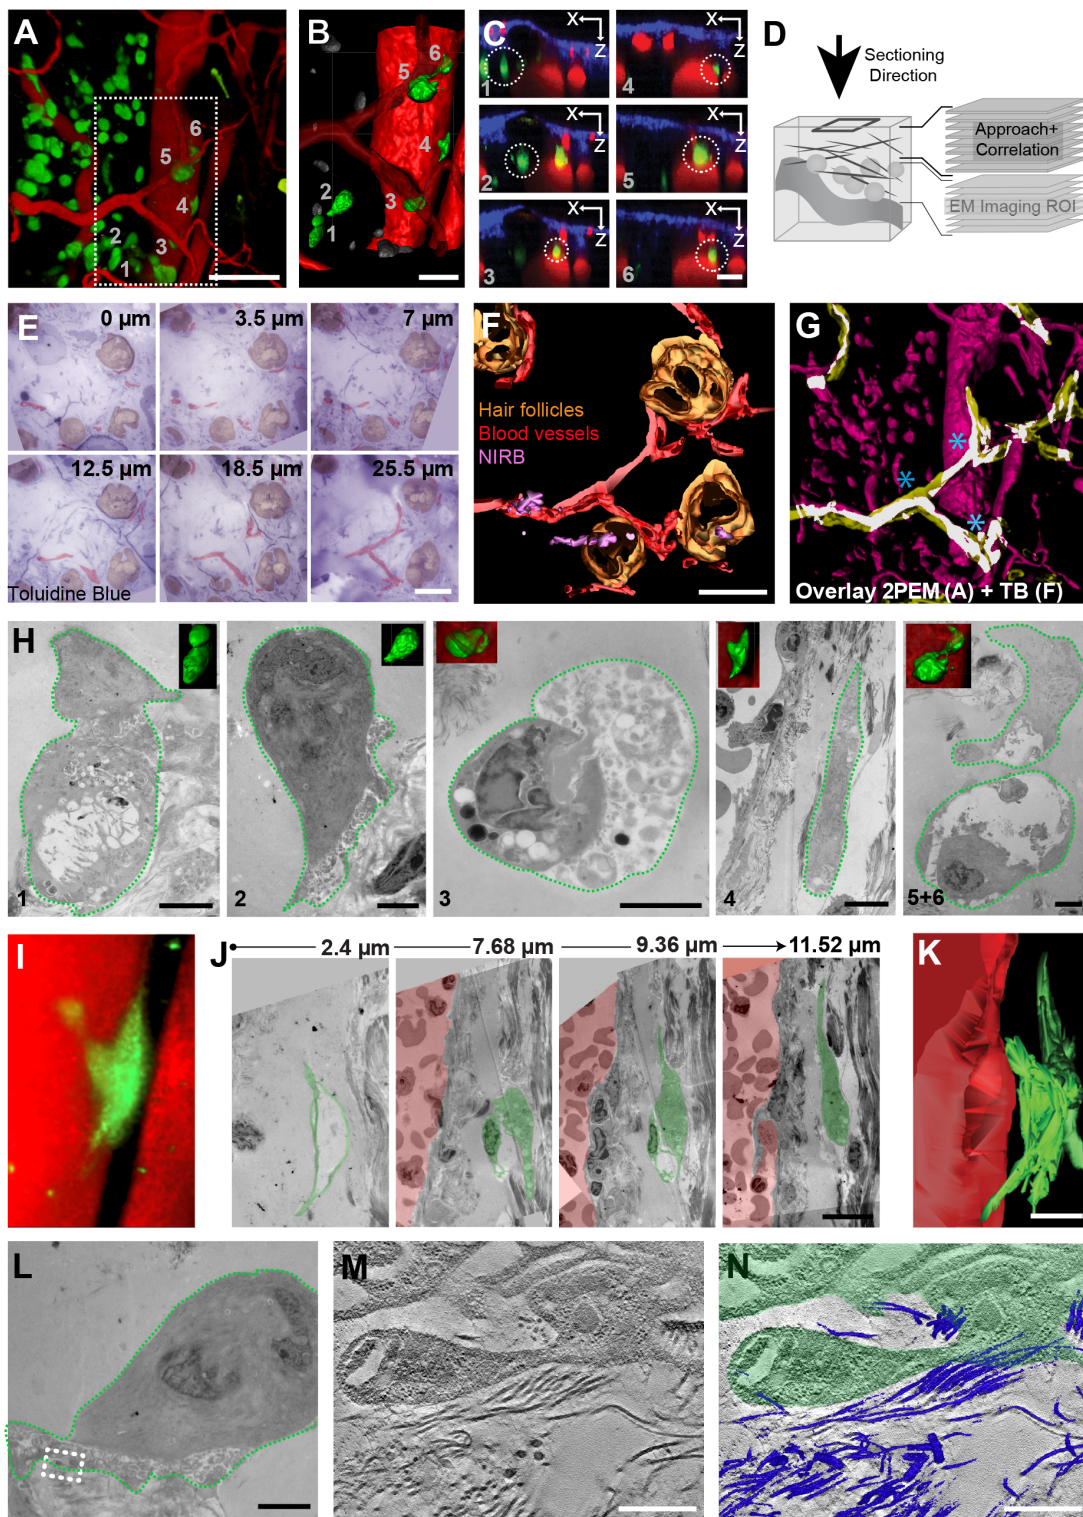 A
6
5
4
2
3
1
B
6
5
4
2
3
1
C
X
Z
1
X
Z
4
X
Z
2
X
Z
5
X
Z
3
X
Z
6
D
Sectioning
Direction
Approach+
Correlation
EM Imaging ROI
E
0 µm
3.5 µm
7 µm
12.5 µm
18.5 µm
25.5 µm
Toluidine Blue
F
Hair follicles
Blood vessels
NIRB
G
*
*
*
Overlay 2PEM (A) + TB (F)
H
1
2
3
4
5+6
I
J
2.4 µm
7.68 µm
9.36 µm
11.52 µm
K
L
M
N